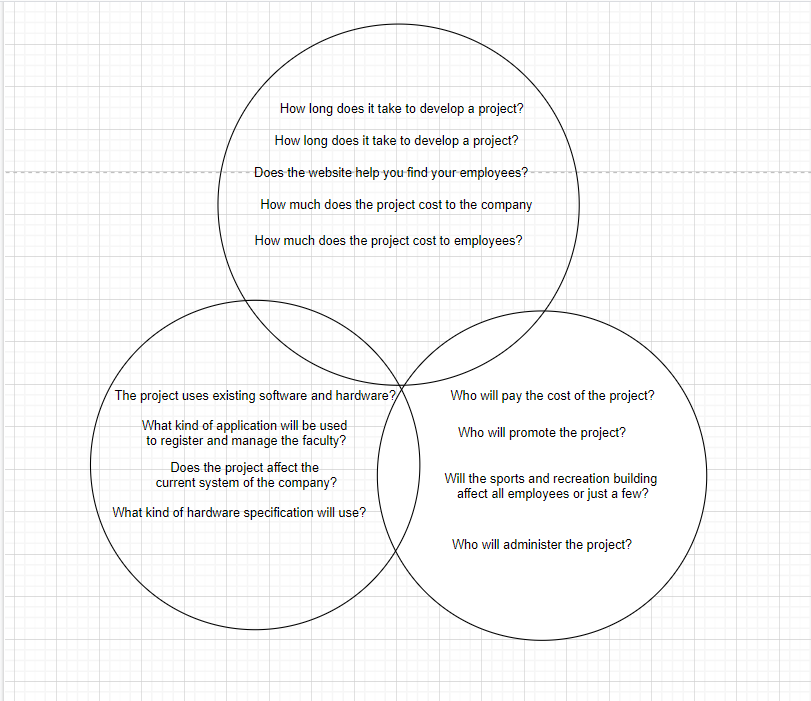 How long does it take to develop a project?
How long does it take to develop a project?
Does the website help you find your employees?
How much does the project cost to the company
How much does the project cost to employees?
The project uses existing software and hardware?
What kind of application will be used
to register and manage the faculty?
Does the project affect the
current system of the company?
What kind of hardware specification will use?
Who will pay the cost of the project?
Who will promote the project?
Will the sports and recreation building
affect all employees or just a few?
Who will administer the project?